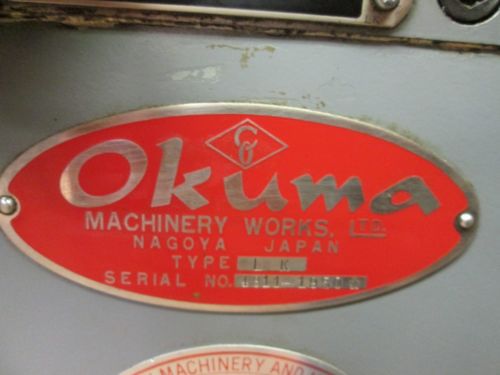 Okuma
MACHINERY WORKS, LTD.
NAGOYA JAPAN
TYPE L K
SERIAL NO.
MACHINERY AND